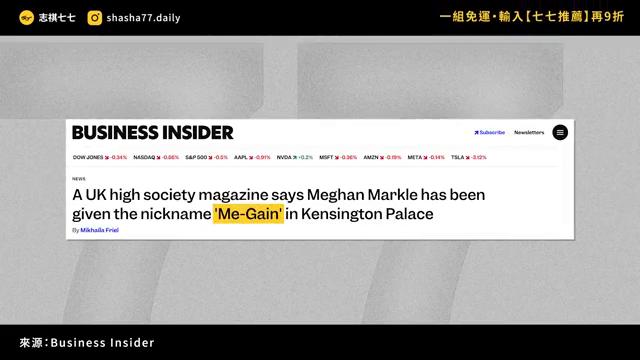 志祺七七 shasha77.daily
一組免運・輸入【七七推薦】再9折
BUSINESS INSIDER
Subscribe Newsletters
DOW JONES -0.34% NASDAQ -0.66% S&P 500 -0.5% AAPL -0.91% NVDA +0.2% MSFT -0.36% AMZN -0.19% META -0.14% TSLA -3.12%
NEWS
A UK high society magazine says Meghan Markle has been
given the nickname 'Me-Gain' in Kensington Palace
By Mikhaila Friel
來源：Business Insider